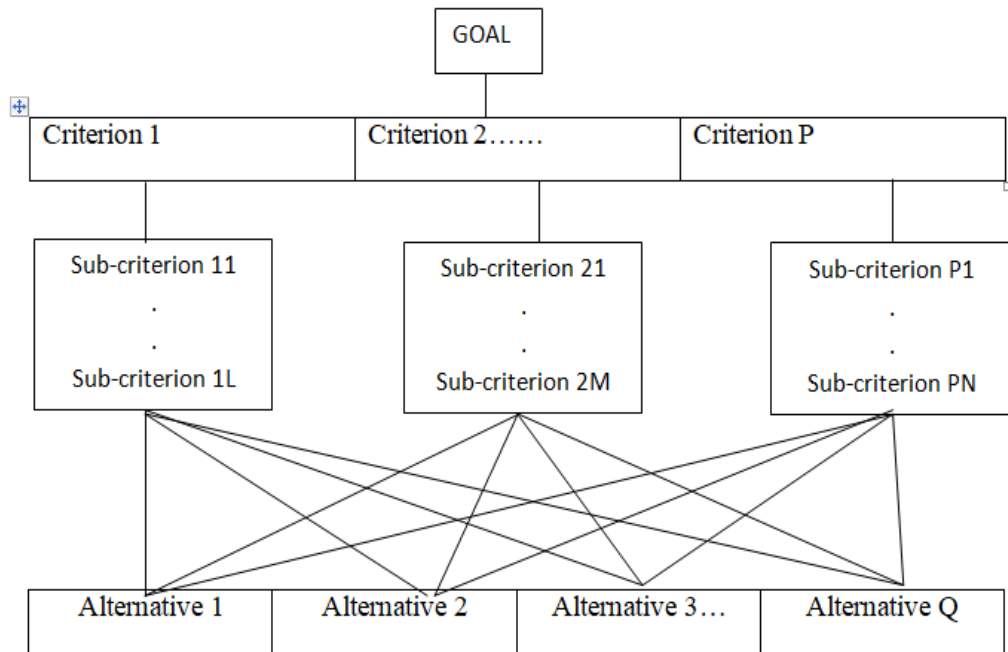 GOAL
Criterion 1
Criterion 2......
Criterion P
Sub-criterion 11
.
.
Sub-criterion 1L
Sub-criterion 21
.
.
Sub-criterion 2M
Sub-criterion P1
.
.
Sub-criterion PN
Alternative 1
Alternative 2
Alternative 3...
Alternative Q